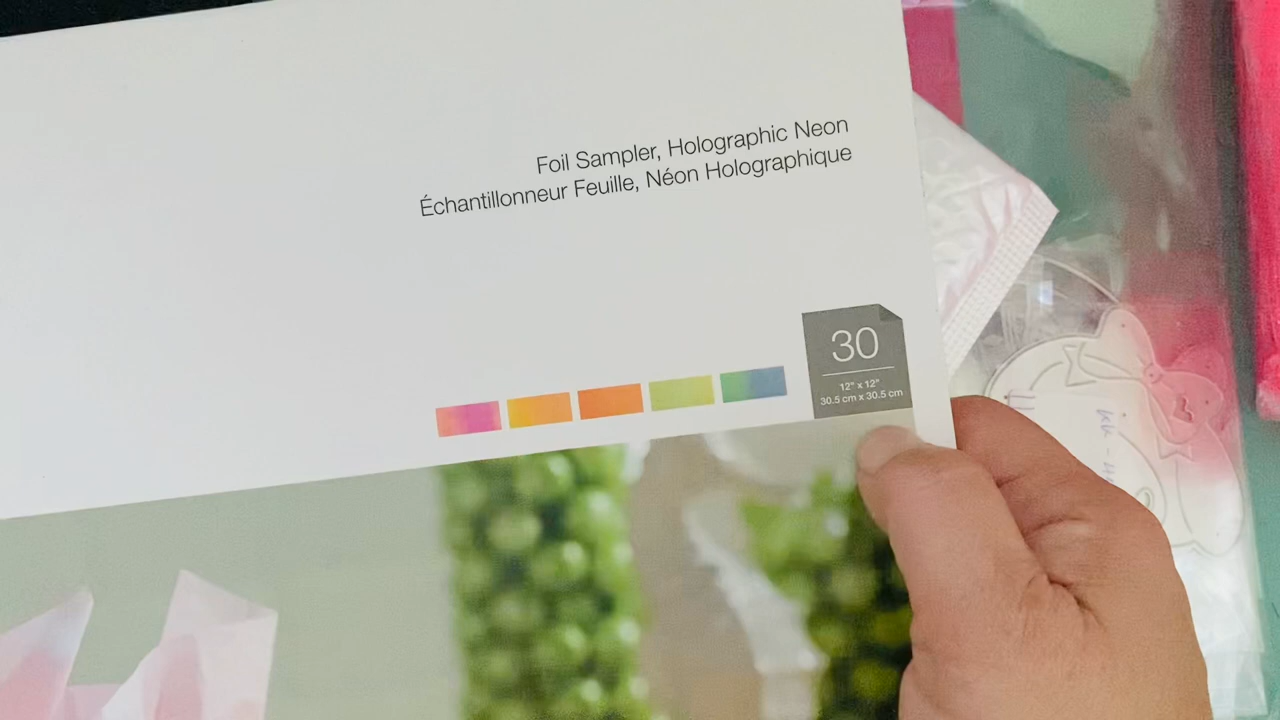 Foil Sampler, Holographic Neon
Échantillonneur Feuille, Néon Holographique
30
12" x 12"
30.5 cm x 30.5 cm